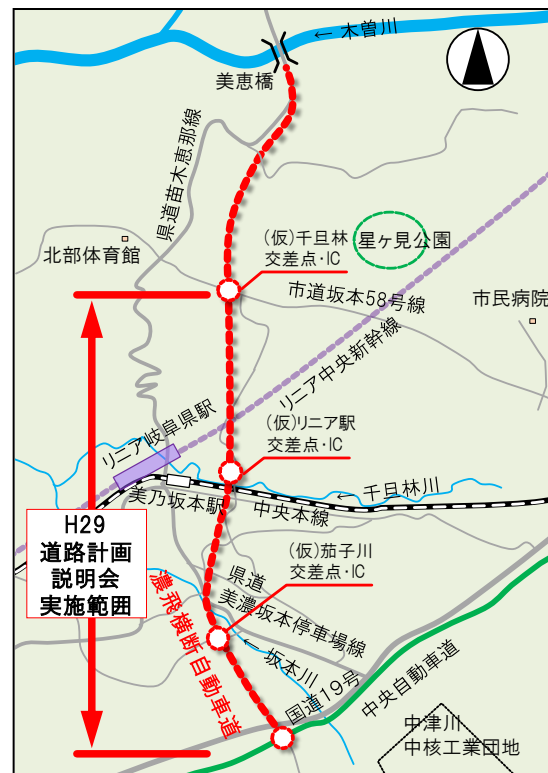 ← 木曽川
美恵橋
県道苗木恵那線
(仮)千旦林
交差点・IC
星ヶ見公園
北部体育館
市道坂本58号線
市民病院
リニア中央新幹線
リニア岐阜県駅
(仮)リニア駅
交差点・IC
← 千旦林川
美乃坂本駅
中央本線
H29
道路計画
説明会
実施範囲
(仮)茄子川
交差点・IC
県道
美濃坂本停車場線
濃飛横断自動車道
← 坂本川
国道19号
中央自動車道
中津川
中核工業団地